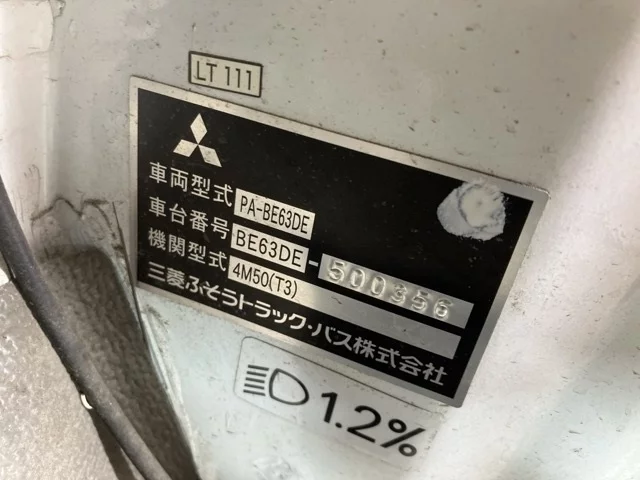 LT 111
車両型式 PA-BE63DE
車台番号 BE63DE-500356
機関型式 4M50(T3)
三菱ふそうトラック・バス株式会社
1.2%